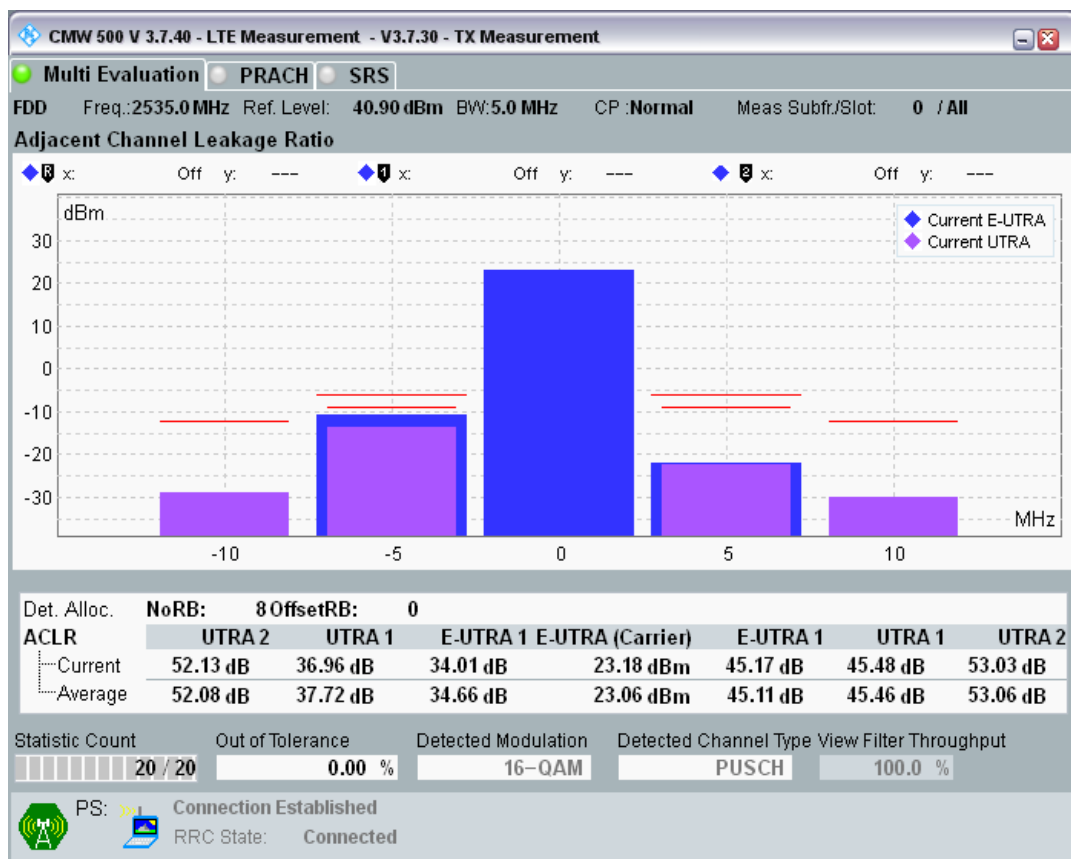 CMW 500 V 3.7.40 - LTE Measurement - V3.7.30 - TX Measurement
Multi Evaluation PRACH SRS
FDD Freq.:2535.0 MHz Ref. Level: 40.90 dBm BW:5.0 MHz CP :Normal Meas Subfr./Slot: 0 / All
Adjacent Channel Leakage Ratio
R x: Off y: --- 1 x: Off y: --- 2 x: Off y: ---
dBm
Current E-UTRA
Current UTRA
30
20
10
0
-10
-20
-30
MHz
-10 -5 0 5 10
Det. Alloc. NoRB: 8 OffsetRB: 0
ACLR UTRA 2 UTRA 1 E-UTRA 1 E-UTRA (Carrier) E-UTRA 1 UTRA 1 UTRA 2
Current 52.13 dB 36.96 dB 34.01 dB 23.18 dBm 45.17 dB 45.48 dB 53.03 dB
Average 52.08 dB 37.72 dB 34.66 dB 23.06 dBm 45.11 dB 45.46 dB 53.06 dB
Statistic Count Out of Tolerance Detected Modulation Detected Channel Type View Filter Throughput
20 / 20 0.00 % 16-QAM PUSCH 100.0 %
PS: Connection Established
RRC State: Connected